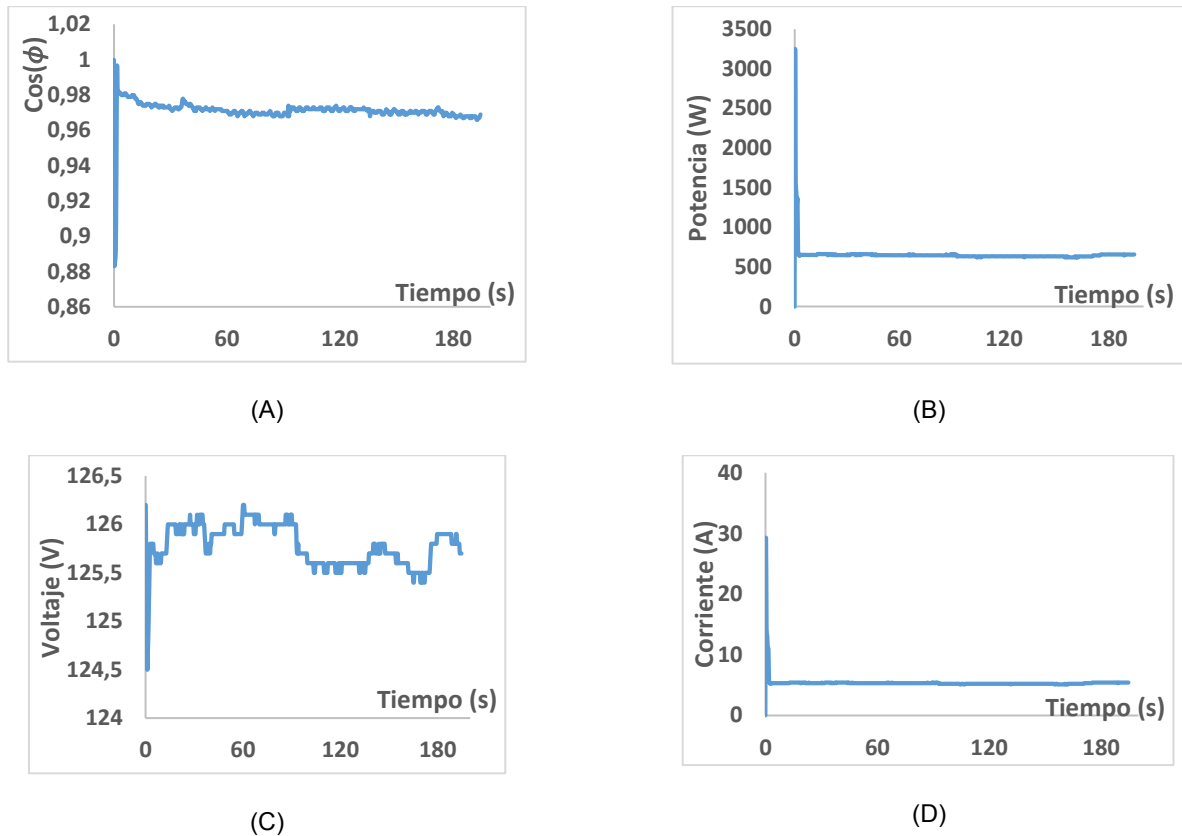 1,02
1
0,98
0,96
0,94
0,92
0,9
0,88
0,86
Cos(ϕ)
Tiempo (s)
0 60 120 180
(A)
3500
3000
2500
2000
1500
1000
500
0
Potencia (W)
Tiempo (s)
0 60 120 180
(B)
126,5
126
125,5
125
124,5
124
Voltaje (V)
Tiempo (s)
0 60 120 180
(C)
40
30
20
10
0
Corriente (A)
Tiempo (s)
0 60 120 180
(D)